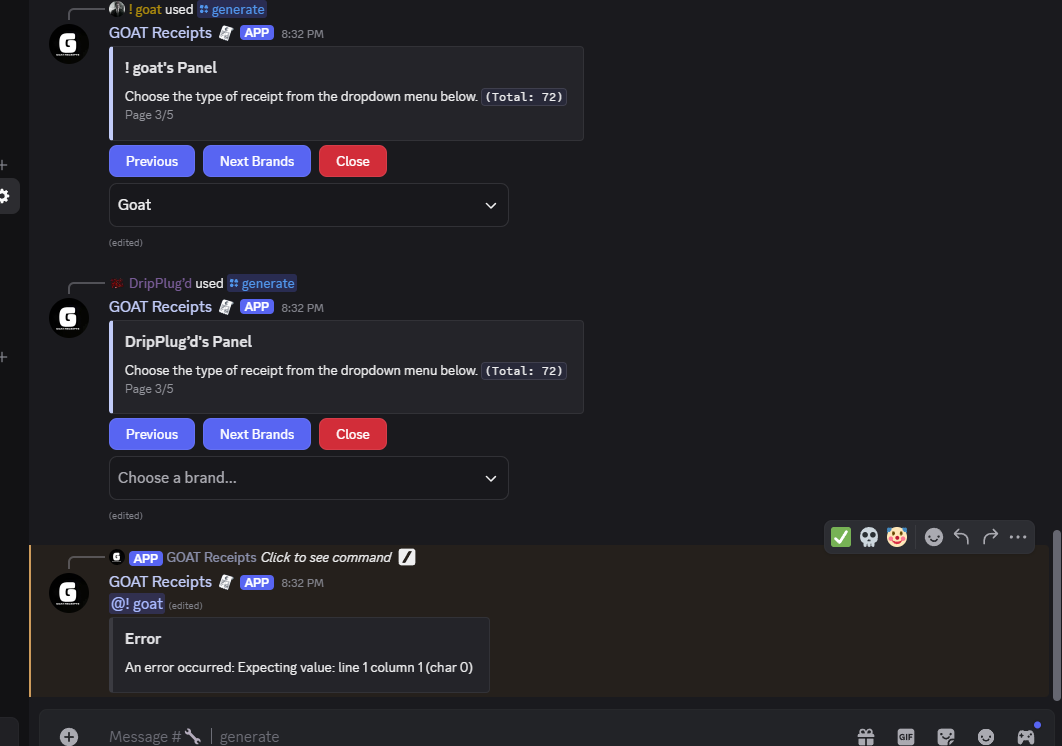 ! goat used generate
GOAT Receipts APP 8:32 PM
! goat's Panel
Choose the type of receipt from the dropdown menu below. (Total: 72)
Page 3/5
Previous Next Brands Close
Goat
(edited)
DripPlug'd used generate
GOAT Receipts APP 8:32 PM
DripPlug'd's Panel
Choose the type of receipt from the dropdown menu below. (Total: 72)
Page 3/5
Previous Next Brands Close
Choose a brand...
(edited)
APP GOAT Receipts Click to see command
GOAT Receipts APP 8:32 PM
@! goat (edited)
Error
An error occurred: Expecting value: line 1 column 1 (char 0)
Message # | generate
GIF